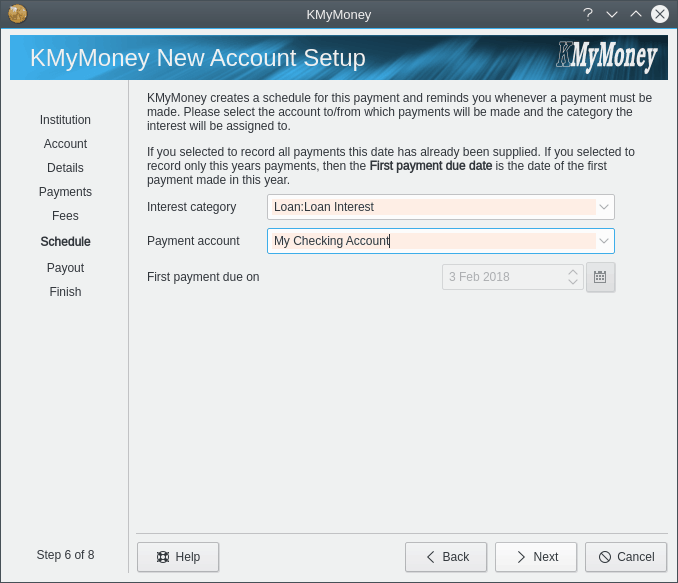 KMyMoney
KMyMoney New Account Setup
KMyMoney
Institution
Account
Details
Payments
Fees
Schedule
Payout
Finish
Step 6 of 8
KMyMoney creates a schedule for this payment and reminds you whenever a payment must be
made. Please select the account to/from which payments will be made and the category the
interest will be assigned to.
If you selected to record all payments this date has already been supplied. If you selected to
record only this years payments, then the First payment due date is the date of the first
payment made in this year.
Interest category
Loan:Loan Interest
Payment account
My Checking Account
First payment due on
3 Feb 2018
Help
Back
Next
Cancel